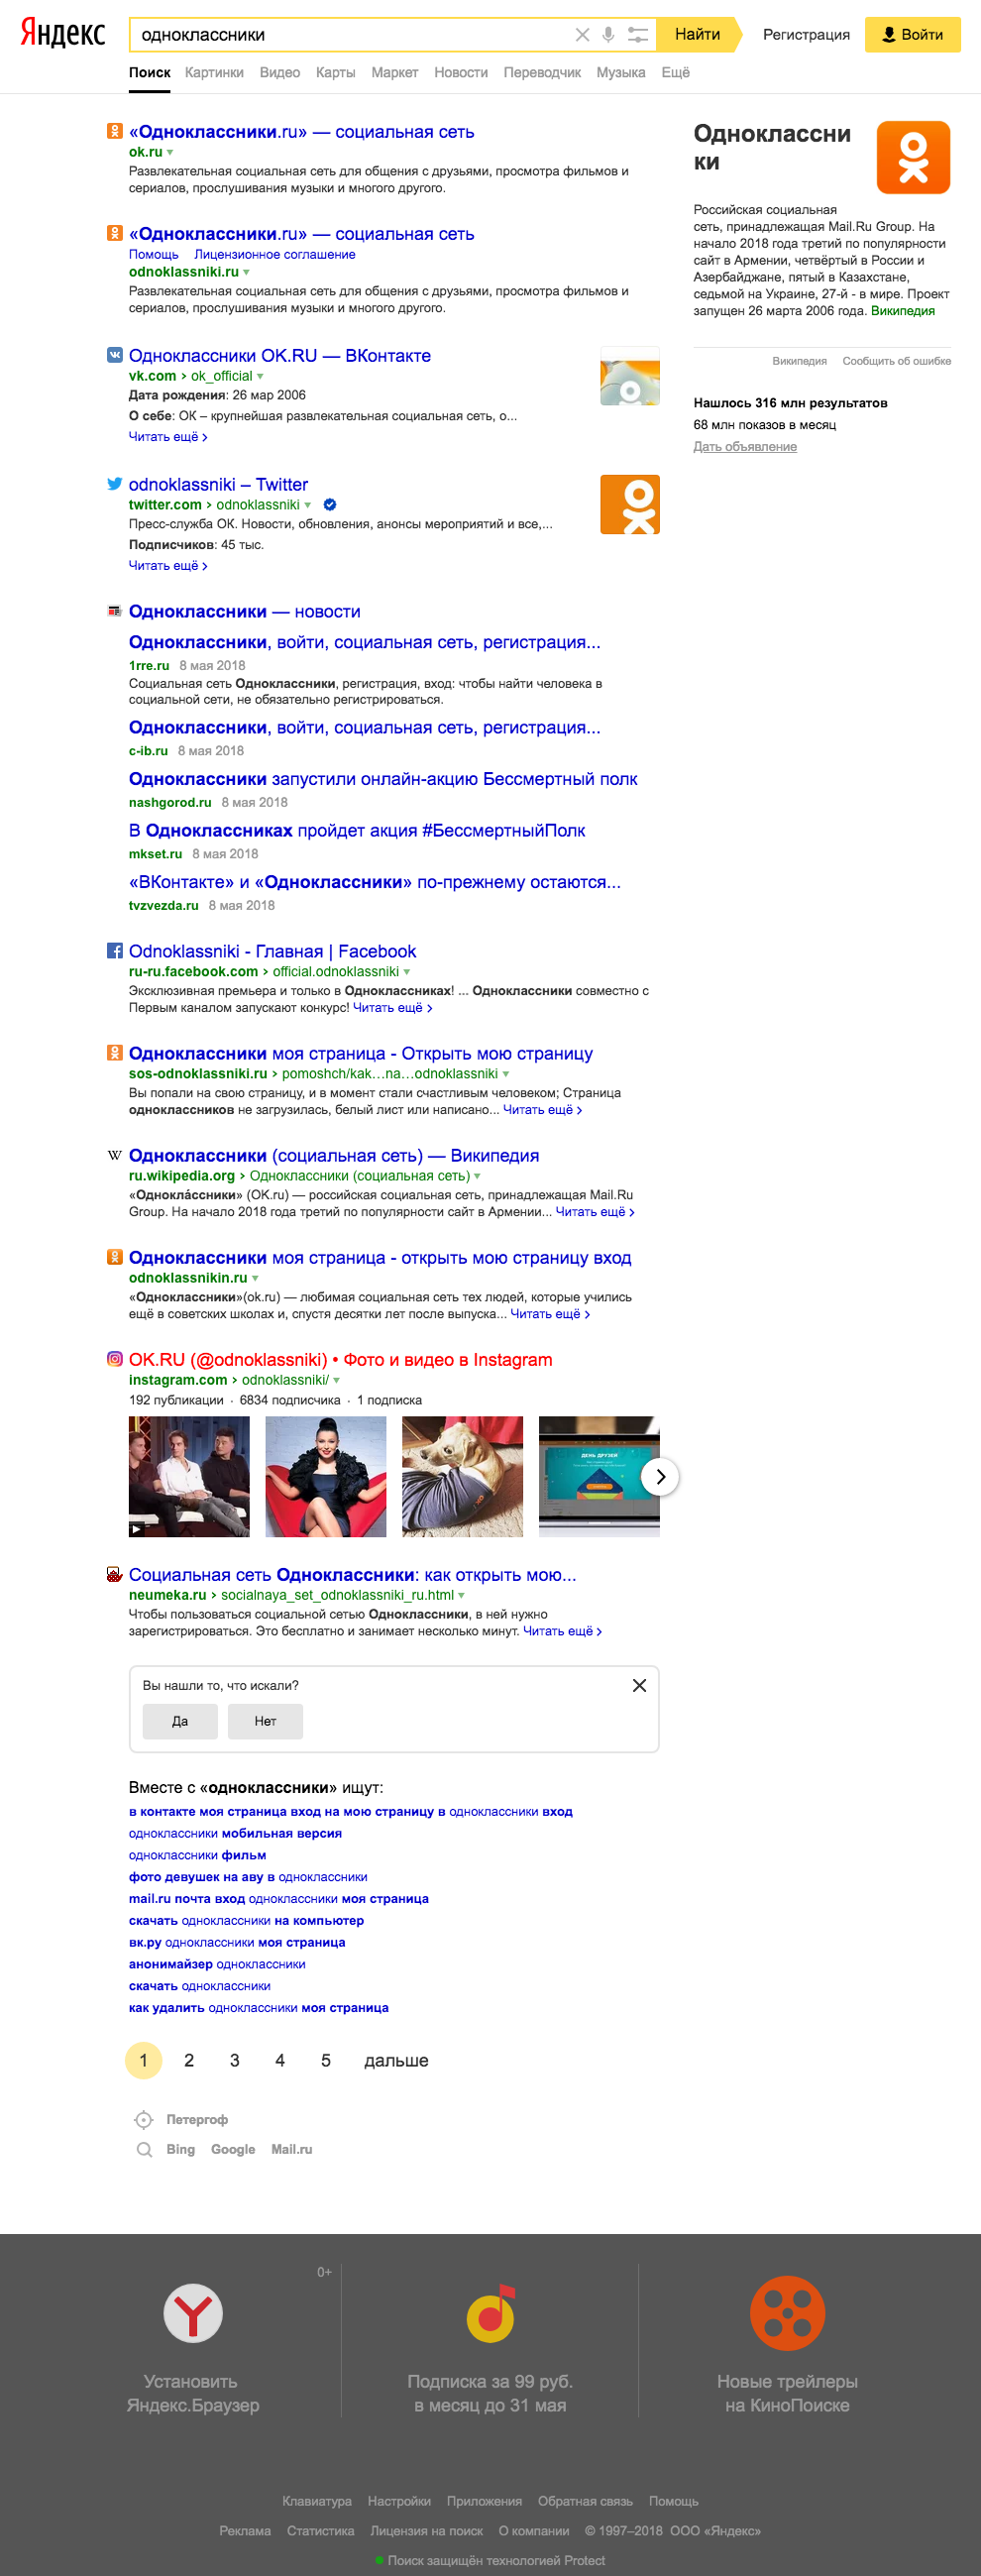 Яндекс
одноклассники
Найти
Регистрация
Войти
Поиск Картинки Видео Карты Маркет Новости Переводчик Музыка Ещё
«Одноклассники.ru» — социальная сеть
ok.ru
Развлекательная социальная сеть для общения с друзьями, просмотра фильмов и
сериалов, прослушивания музыки и многого другого.
«Одноклассники.ru» — социальная сеть
Помощь Лицензионное соглашение
odnoklassniki.ru
Развлекательная социальная сеть для общения с друзьями, просмотра фильмов и
сериалов, прослушивания музыки и многого другого.
Одноклассники OK.RU — ВКонтакте
vk.com › ok_official
Дата рождения: 26 мар 2006
О себе: ОК – крупнейшая развлекательная социальная сеть, о...
Читать ещё ›
odnoklassniki – Twitter
twitter.com › odnoklassniki
Пресс-служба ОК. Новости, обновления, анонсы мероприятий и все,...
Подписчиков: 45 тыс.
Читать ещё ›
Одноклассники — новости
Одноклассники, войти, социальная сеть, регистрация...
1rre.ru 8 мая 2018
Социальная сеть Одноклассники, регистрация, вход: чтобы найти человека в
социальной сети, не обязательно регистрироваться.
Одноклассники, войти, социальная сеть, регистрация...
c-ib.ru 8 мая 2018
Одноклассники запустили онлайн-акцию Бессмертный полк
nashgorod.ru 8 мая 2018
В Одноклассниках пройдет акция #БессмертныйПолк
mkset.ru 8 мая 2018
«ВКонтакте» и «Одноклассники» по-прежнему остаются...
tvzvezda.ru 8 мая 2018
Odnoklassniki - Главная | Facebook
ru-ru.facebook.com › official.odnoklassniki
Эксклюзивная премьера и только в Одноклассниках! ... Одноклассники совместно с
Первым каналом запускают конкурс! Читать ещё ›
Одноклассники моя страница - Открыть мою страницу
sos-odnoklassniki.ru › pomoshch/kak…na…odnoklassniki
Вы попали на свою страницу, и в момент стали счастливым человеком; Страница
одноклассников не загрузилась, белый лист или написано... Читать ещё ›
Одноклассники (социальная сеть) — Википедия
ru.wikipedia.org › Одноклассники (социальная сеть)
«Однокла́ссники» (OK.ru) — российская социальная сеть, принадлежащая Mail.Ru
Group. На начало 2018 года третий по популярности сайт в Армении... Читать ещё ›
Одноклассники моя страница - открыть мою страницу вход
odnoklassnikin.ru
«Одноклассники»(ok.ru) — любимая социальная сеть тех людей, которые учились
ещё в советских школах и, спустя десятки лет после выпуска... Читать ещё ›
OK.RU (@odnoklassniki) • Фото и видео в Instagram
instagram.com › odnoklassniki/
192 публикации · 6834 подписчика · 1 подписка
ДЕНЬ ДРУЗЕЙ
Социальная сеть Одноклассники: как открыть мою...
neumeka.ru › socialnaya_set_odnoklassniki_ru.html
Чтобы пользоваться социальной сетью Одноклассники, в ней нужно
зарегистрироваться. Это бесплатно и занимает несколько минут. Читать ещё ›
Вы нашли то, что искали?
Да Нет
Вместе с «одноклассники» ищут:
в контакте моя страница вход на мою страницу в одноклассники вход
одноклассники мобильная версия
одноклассники фильм
фото девушек на аву в одноклассники
mail.ru почта вход одноклассники моя страница
скачать одноклассники на компьютер
вк.ру одноклассники моя страница
анонимайзер одноклассники
скачать одноклассники
как удалить одноклассники моя страница
1 2 3 4 5 дальше
Петергоф
Bing Google Mail.ru
Одноклассни
ки
Российская социальная
сеть, принадлежащая Mail.Ru Group. На
начало 2018 года третий по популярности
сайт в Армении, четвёртый в России и
Азербайджане, пятый в Казахстане,
седьмой на Украине, 27-й - в мире. Проект
запущен 26 марта 2006 года. Википедия
Википедия Сообщить об ошибке
Нашлось 316 млн результатов
68 млн показов в месяц
Дать объявление
0+
Установить
Яндекс.Браузер
Подписка за 99 руб.
в месяц до 31 мая
Новые трейлеры
на КиноПоиске
Клавиатура Настройки Приложения Обратная связь Помощь
Реклама Статистика Лицензия на поиск О компании © 1997–2018 ООО «Яндекс»
Поиск защищён технологией Protect